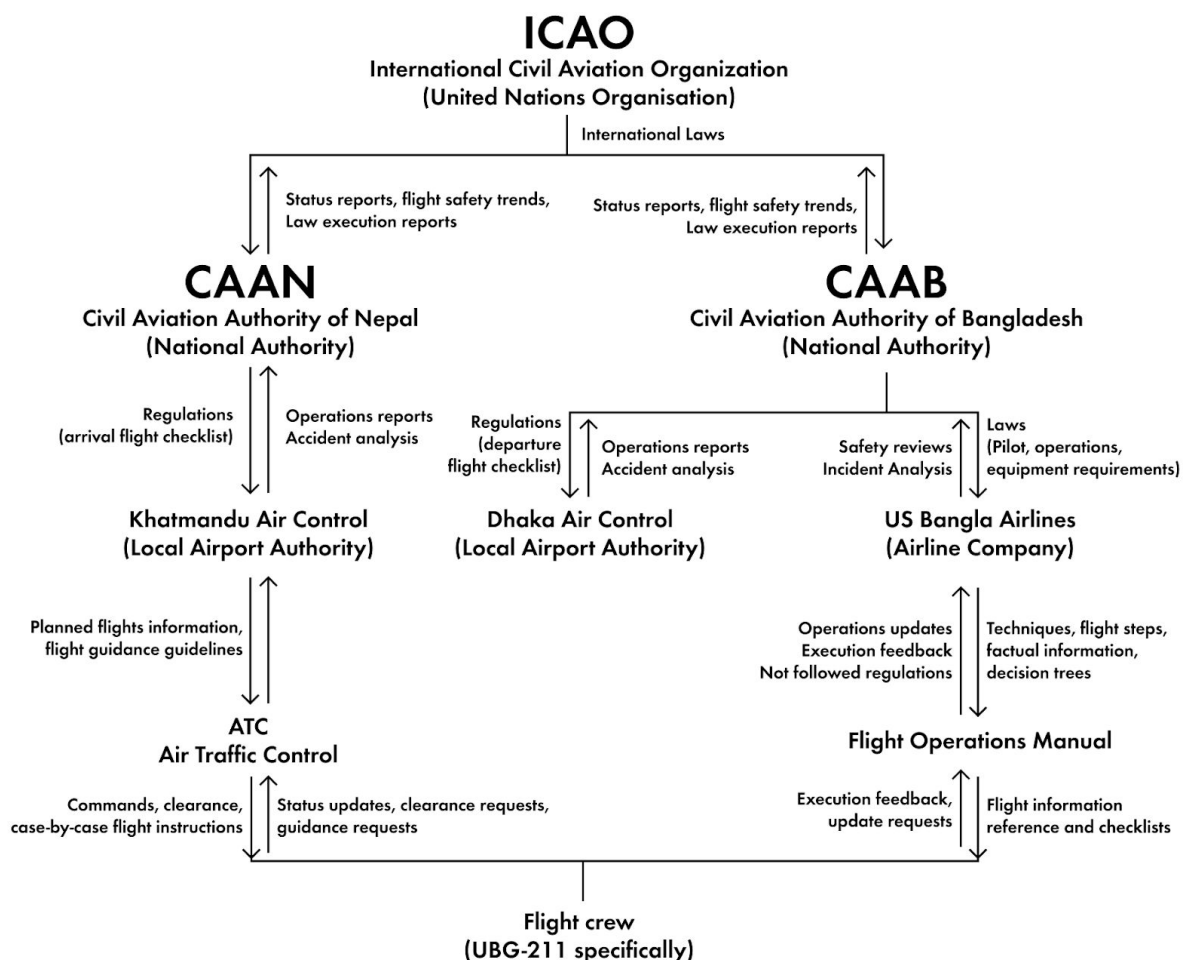 ICAO
International Civil Aviation Organization
(United Nations Organisation)
International Laws
Status reports, flight safety trends,
Law execution reports
Status reports, flight safety trends,
Law execution reports
CAAN
Civil Aviation Authority of Nepal
(National Authority)
CAAB
Civil Aviation Authority of Bangladesh
(National Authority)
Regulations
(arrival flight checklist)
Operations reports
Accident analysis
Regulations
(departure
flight checklist)
Operations reports
Accident analysis
Safety reviews
Incident Analysis
Laws
(Pilot, operations,
equipment requirements)
Khatmandu Air Control
(Local Airport Authority)
Dhaka Air Control
(Local Airport Authority)
US Bangla Airlines
(Airline Company)
Planned flights information,
flight guidance guidelines
Operations updates
Execution feedback
Not followed regulations
Techniques, flight steps,
factual information,
decision trees
ATC
Air Traffic Control
Flight Operations Manual
Commands, clearance,
case-by-case flight instructions
Status updates, clearance requests,
guidance requests
Execution feedback,
update requests
Flight information
reference and checklists
Flight crew
(UBG-211 specifically)